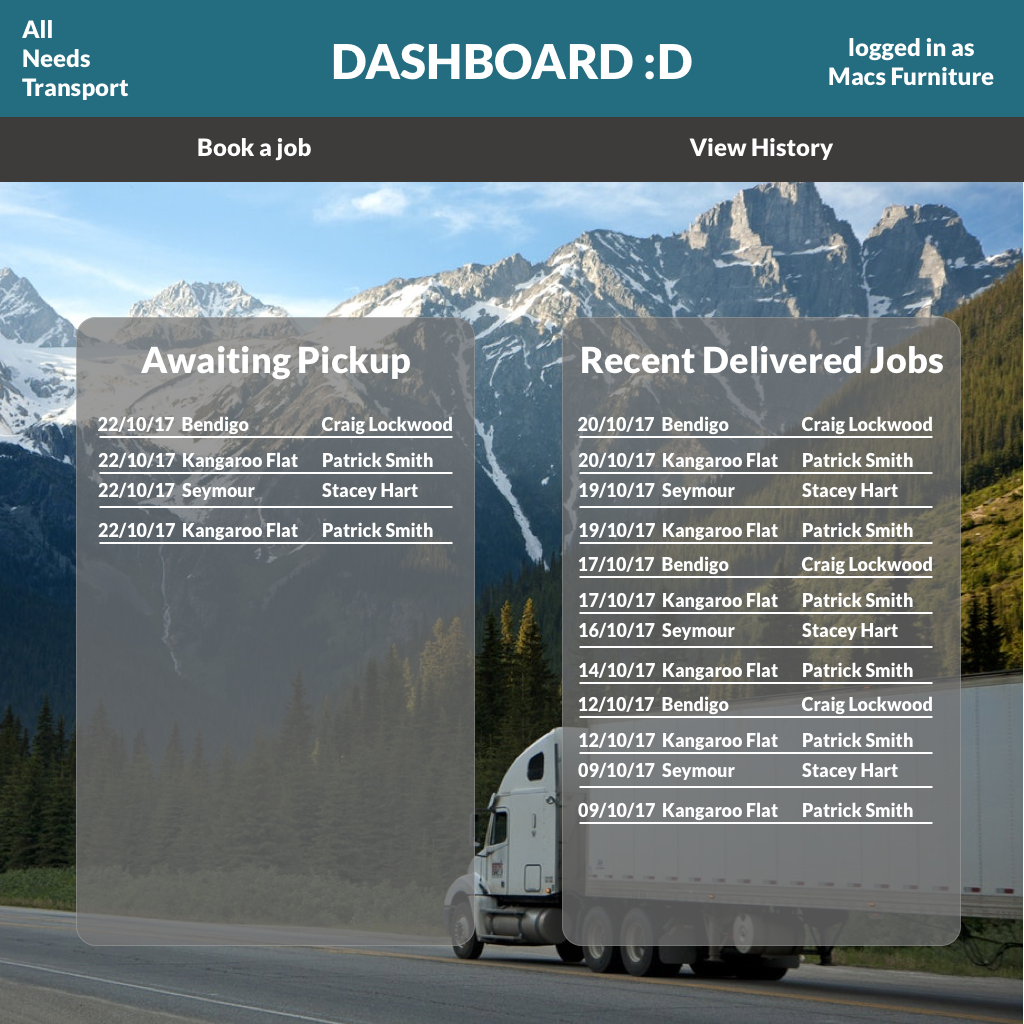 All
Needs
Transport
DASHBOARD :D
logged in as
Macs Furniture
Book a job
View History
Awaiting Pickup
22/10/17 Bendigo Craig Lockwood
22/10/17 Kangaroo Flat Patrick Smith
22/10/17 Seymour Stacey Hart
22/10/17 Kangaroo Flat Patrick Smith
Recent Delivered Jobs
20/10/17 Bendigo Craig Lockwood
20/10/17 Kangaroo Flat Patrick Smith
19/10/17 Seymour Stacey Hart
19/10/17 Kangaroo Flat Patrick Smith
17/10/17 Bendigo Craig Lockwood
17/10/17 Kangaroo Flat Patrick Smith
16/10/17 Seymour Stacey Hart
14/10/17 Kangaroo Flat Patrick Smith
12/10/17 Bendigo Craig Lockwood
12/10/17 Kangaroo Flat Patrick Smith
09/10/17 Seymour Stacey Hart
09/10/17 Kangaroo Flat Patrick Smith